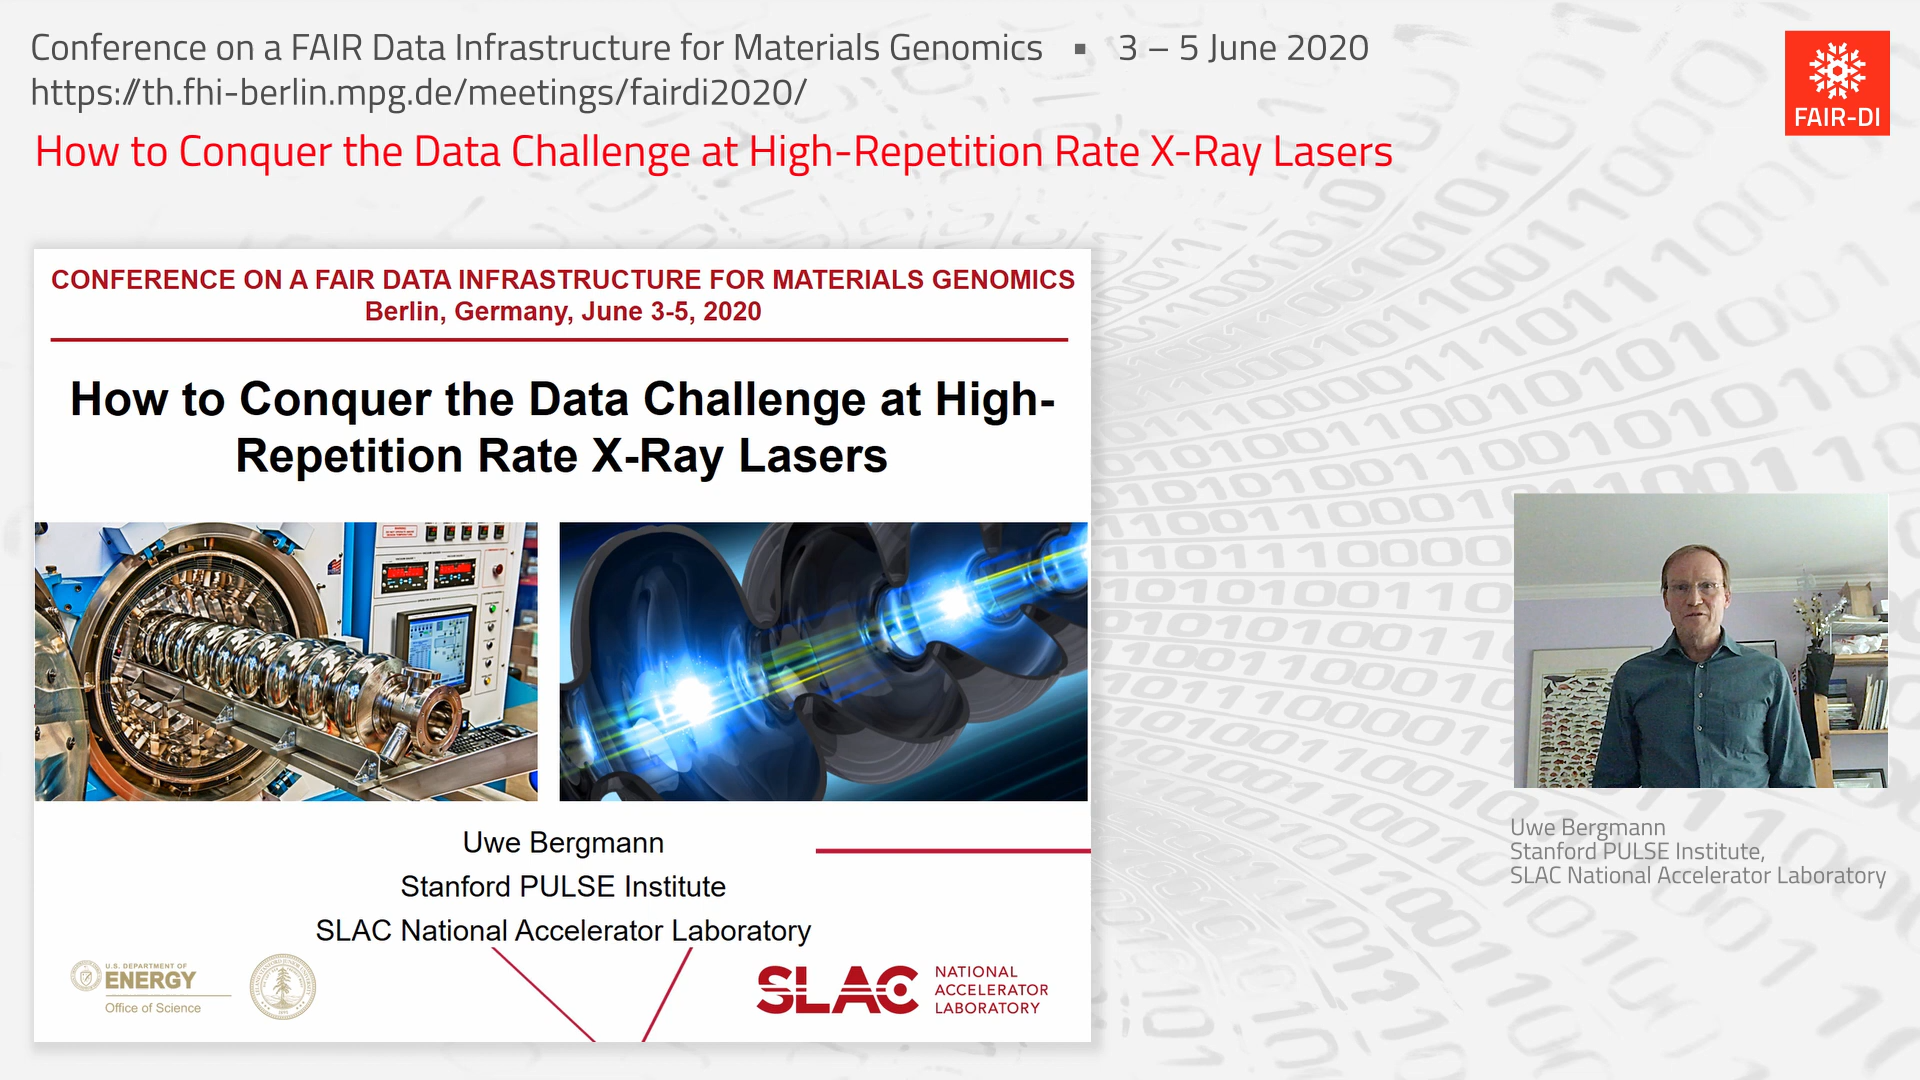 Conference on a FAIR Data Infrastructure for Materials Genomics ▪ 3 – 5 June 2020
https://th.fhi-berlin.mpg.de/meetings/fairdi2020/
How to Conquer the Data Challenge at High-Repetition Rate X-Ray Lasers
FAIR-DI
CONFERENCE ON A FAIR DATA INFRASTRUCTURE FOR MATERIALS GENOMICS
Berlin, Germany, June 3-5, 2020
How to Conquer the Data Challenge at High-
Repetition Rate X-Ray Lasers
Uwe Bergmann
Stanford PULSE Institute
SLAC National Accelerator Laboratory
U.S. DEPARTMENT OF
ENERGY
Office of Science
SLAC
NATIONAL
ACCELERATOR
LABORATORY
Uwe Bergmann
Stanford PULSE Institute,
SLAC National Accelerator Laboratory